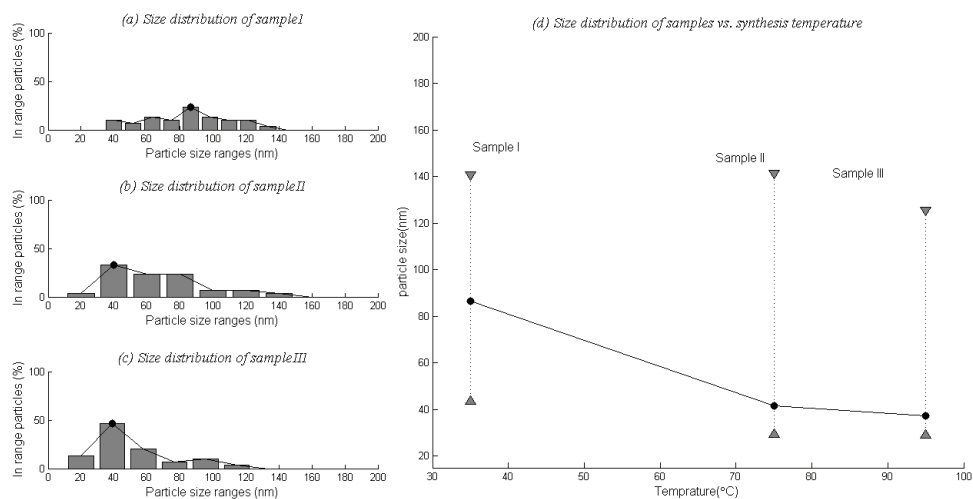 (a) Size distribution of sampleI
In range particles (%)
100
50
0
0 20 40 60 80 100 120 140 160 180 200
Particle size ranges (nm)
(b) Size distribution of sampleII
In range particles (%)
100
50
0
0 20 40 60 80 100 120 140 160 180 200
Particle size ranges (nm)
(c) Size distribution of sampleIII
In range particles (%)
100
50
0
0 20 40 60 80 100 120 140 160 180 200
Particle size ranges (nm)
(d) Size distribution of samples vs. synthesis temperature
particle size(nm)
200
180
160
140
120
100
80
60
40
20
Sample I
Sample II
Sample III
30 40 50 60 70 80 90 100
Temprature(°C)